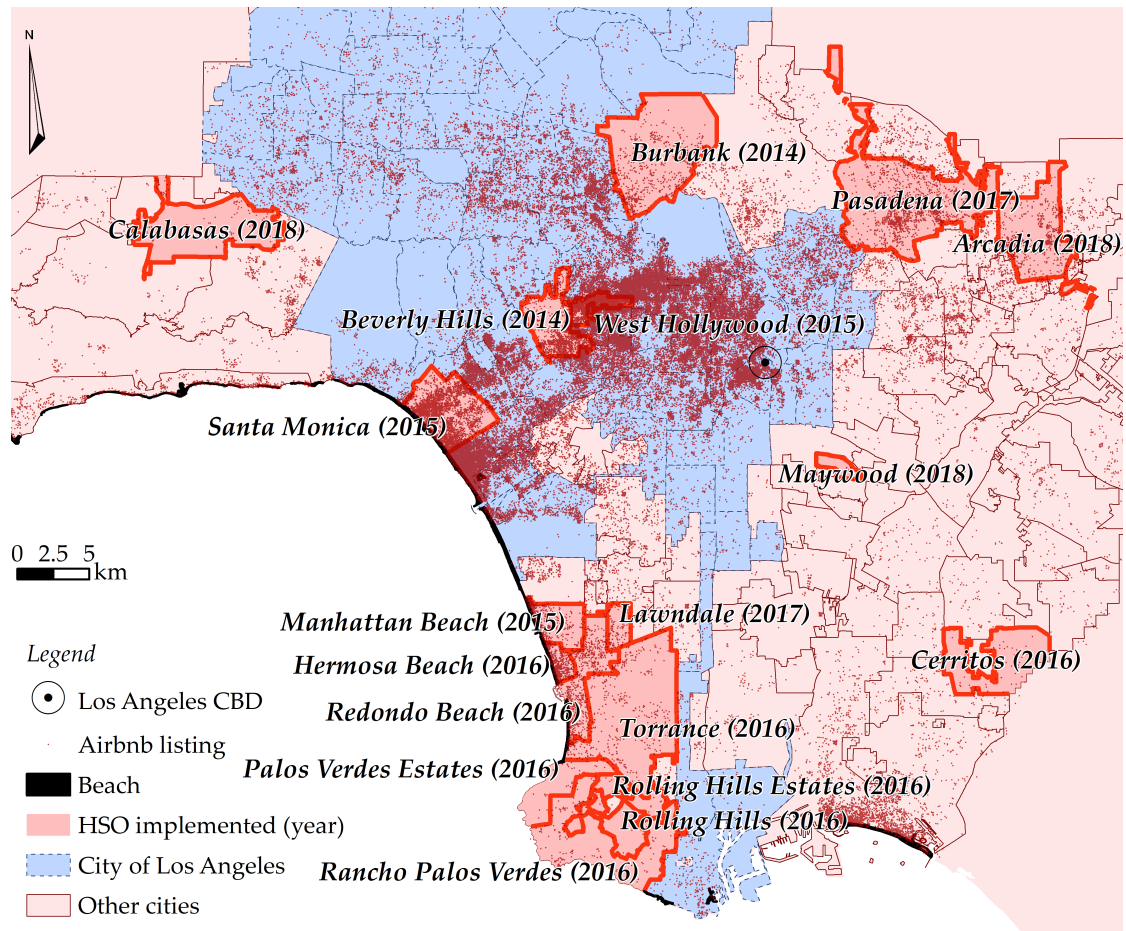 N
Burbank (2014)
Pasadena (2017)
Calabasas (2018)
Arcadia (2018)
Beverly Hills (2014)
West Hollywood (2015)
Santa Monica (2015)
Maywood (2018)
0 2.5 5
km
Manhattan Beach (2015)
Lawndale (2017)
Hermosa Beach (2016)
Cerritos (2016)
Redondo Beach (2016)
Torrance (2016)
Palos Verdes Estates (2016)
Rolling Hills Estates (2016)
Rolling Hills (2016)
Rancho Palos Verdes (2016)
Legend
Los Angeles CBD
Airbnb listing
Beach
HSO implemented (year)
City of Los Angeles
Other cities